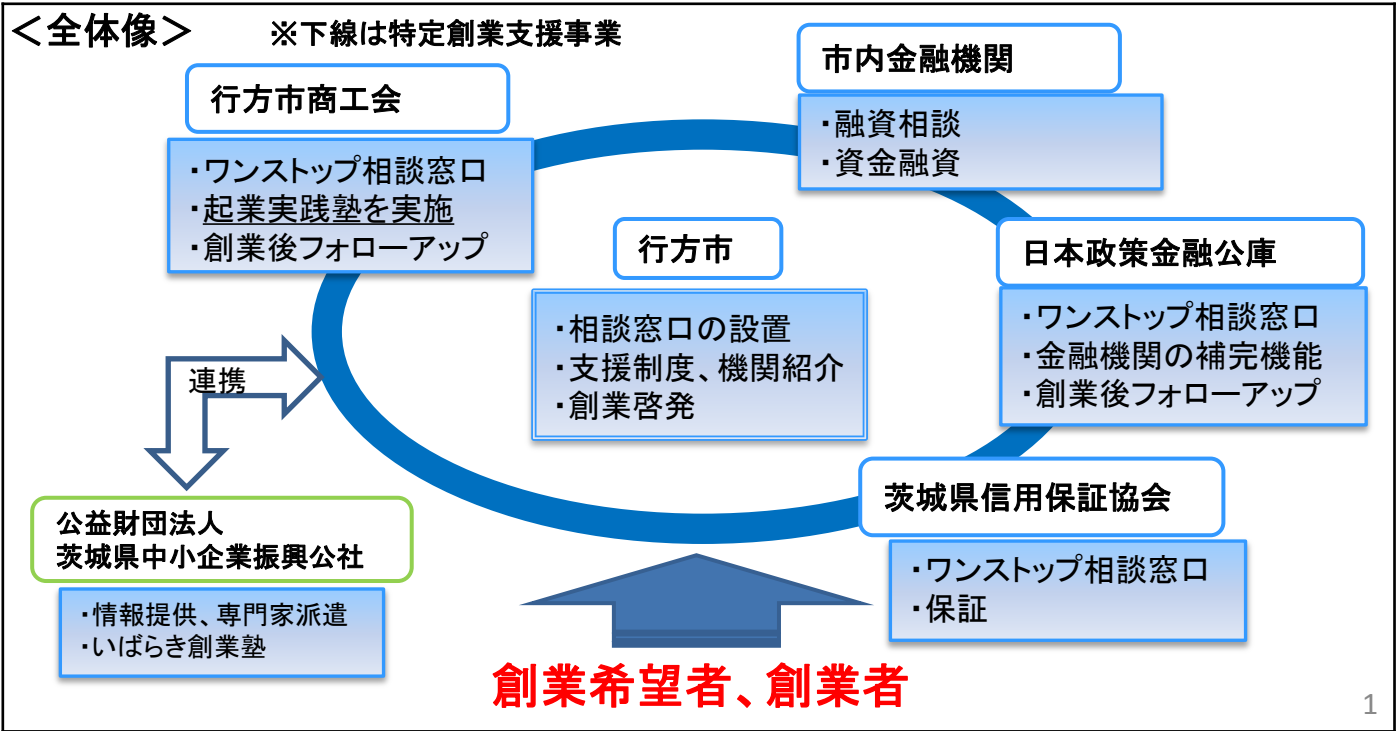 ＜全体像＞　※下線は特定創業支援事業
行方市商工会
・ワンストップ相談窓口
・起業実践塾を実施
・創業後フォローアップ
市内金融機関
・融資相談
・資金融資
行方市
・相談窓口の設置
・支援制度、機関紹介
・創業啓発
日本政策金融公庫
・ワンストップ相談窓口
・金融機関の補完機能
・創業後フォローアップ
連携
公益財団法人
茨城県中小企業振興公社
・情報提供、専門家派遣
・いばらき創業塾
茨城県信用保証協会
・ワンストップ相談窓口
・保証
創業希望者、創業者
1